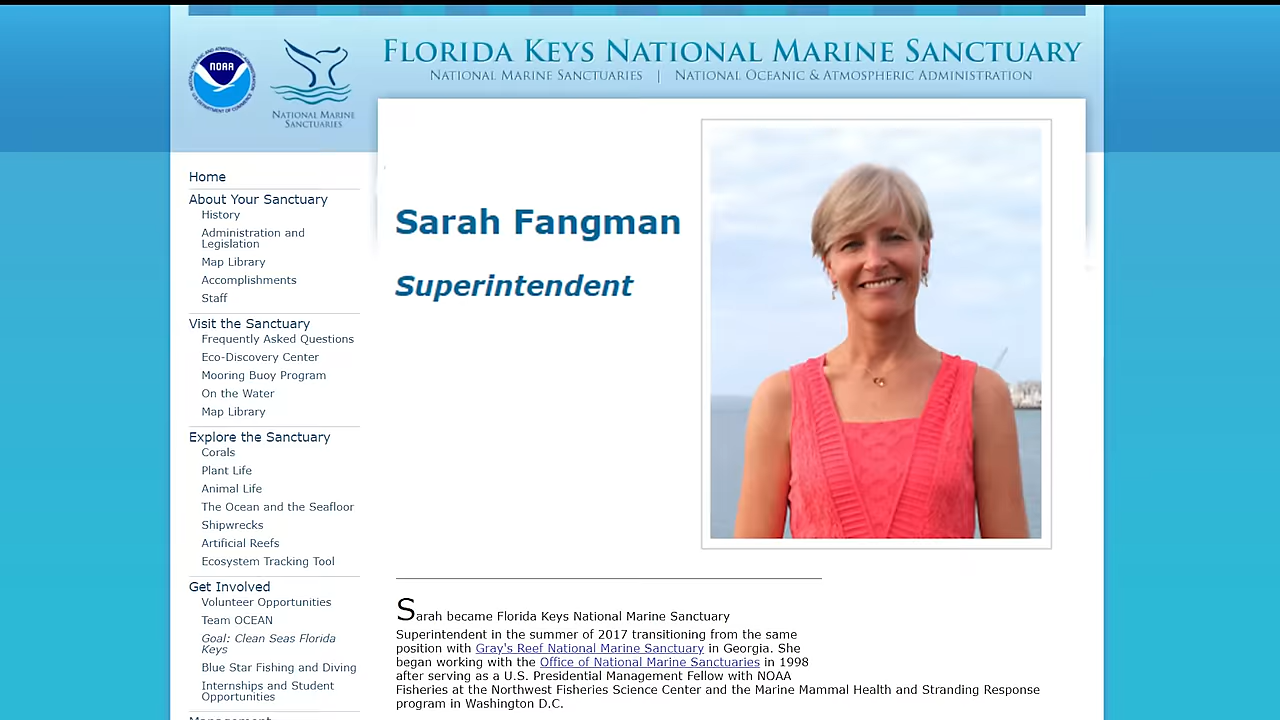 FLORIDA KEYS NATIONAL MARINE SANCTUARY
NATIONAL MARINE SANCTUARIES | NATIONAL OCEANIC & ATMOSPHERIC ADMINISTRATION
NOAA
NATIONAL MARINE
SANCTUARIES
Home
About Your Sanctuary
History
Administration and
Legislation
Map Library
Accomplishments
Staff
Visit the Sanctuary
Frequently Asked Questions
Eco-Discovery Center
Mooring Buoy Program
On the Water
Map Library
Explore the Sanctuary
Corals
Plant Life
Animal Life
The Ocean and the Seafloor
Shipwrecks
Artificial Reefs
Ecosystem Tracking Tool
Get Involved
Volunteer Opportunities
Team OCEAN
Goal: Clean Seas Florida
Keys
Blue Star Fishing and Diving
Internships and Student
Opportunities
Management
Sarah Fangman
Superintendent
Sarah became Florida Keys National Marine Sanctuary
Superintendent in the summer of 2017 transitioning from the same
position with Gray's Reef National Marine Sanctuary in Georgia. She
began working with the Office of National Marine Sanctuaries in 1998
after serving as a U.S. Presidential Management Fellow with NOAA
Fisheries at the Northwest Fisheries Science Center and the Marine Mammal Health and Stranding Response
program in Washington D.C.